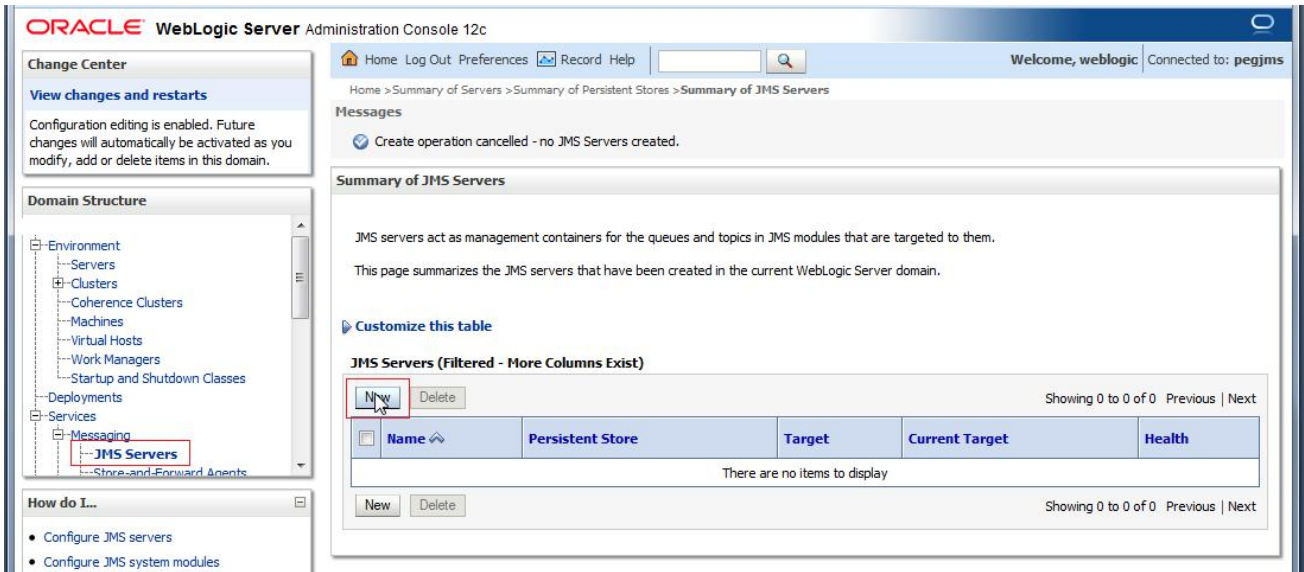 ORACLE WebLogic Server Administration Console 12c
Change Center
View changes and restarts
Configuration editing is enabled. Future
changes will automatically be activated as you
modify, add or delete items in this domain.
Domain Structure
Environment
Servers
Clusters
Coherence Clusters
Machines
Virtual Hosts
Work Managers
Startup and Shutdown Classes
Deployments
Services
Messaging
JMS Servers
Store-and-Forward Agents
How do I...
Configure JMS servers
Configure JMS system modules
Home Log Out Preferences Record Help
Welcome, weblogic Connected to: pegjms
Home >Summary of Servers >Summary of Persistent Stores >Summary of JMS Servers
Messages
Create operation cancelled - no JMS Servers created.
Summary of JMS Servers
JMS servers act as management containers for the queues and topics in JMS modules that are targeted to them.
This page summarizes the JMS servers that have been created in the current WebLogic Server domain.
Customize this table
JMS Servers (Filtered - More Columns Exist)
New Delete Showing 0 to 0 of 0 Previous | Next
Name Persistent Store Target Current Target Health
There are no items to display
New Delete Showing 0 to 0 of 0 Previous | Next